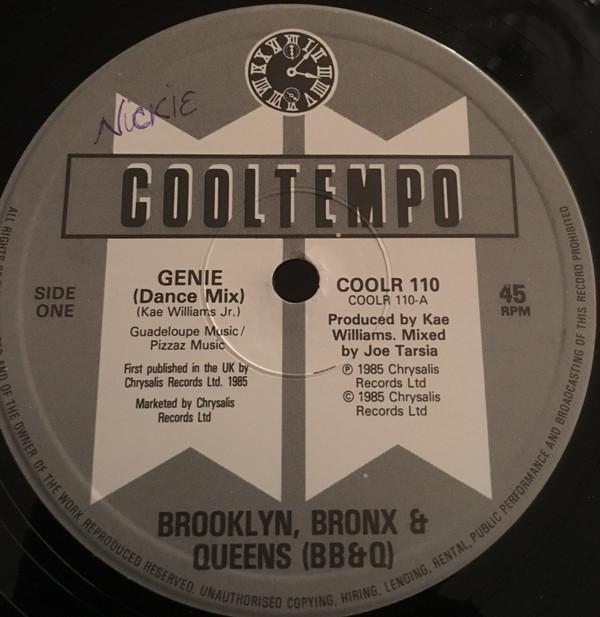 NICKIE
COOLTEMPO
SIDE
ONE
GENIE
(Dance Mix)
(Kae Williams Jr.)
Guadeloupe Music/
Pizzaz Music
First published in the UK by
Chrysalis Records Ltd. 1985
Marketed by Chrysalis
Records Ltd
COOLR 110
COOLR 110-A
Produced by Kae
Williams. Mixed
by Joe Tarsia
℗ 1985 Chrysalis
Records Ltd
© 1985 Chrysalis
Records Ltd
45
RPM
BROOKLYN, BRONX &
QUEENS (BB&Q)
ALL RIGHTS OF THE OWNER OF THE WORK REPRODUCED RESERVED. UNAUTHORISED COPYING, HIRING, LENDING, RENTAL, PUBLIC PERFORMANCE AND BROADCASTING OF THIS RECORD PROHIBITED